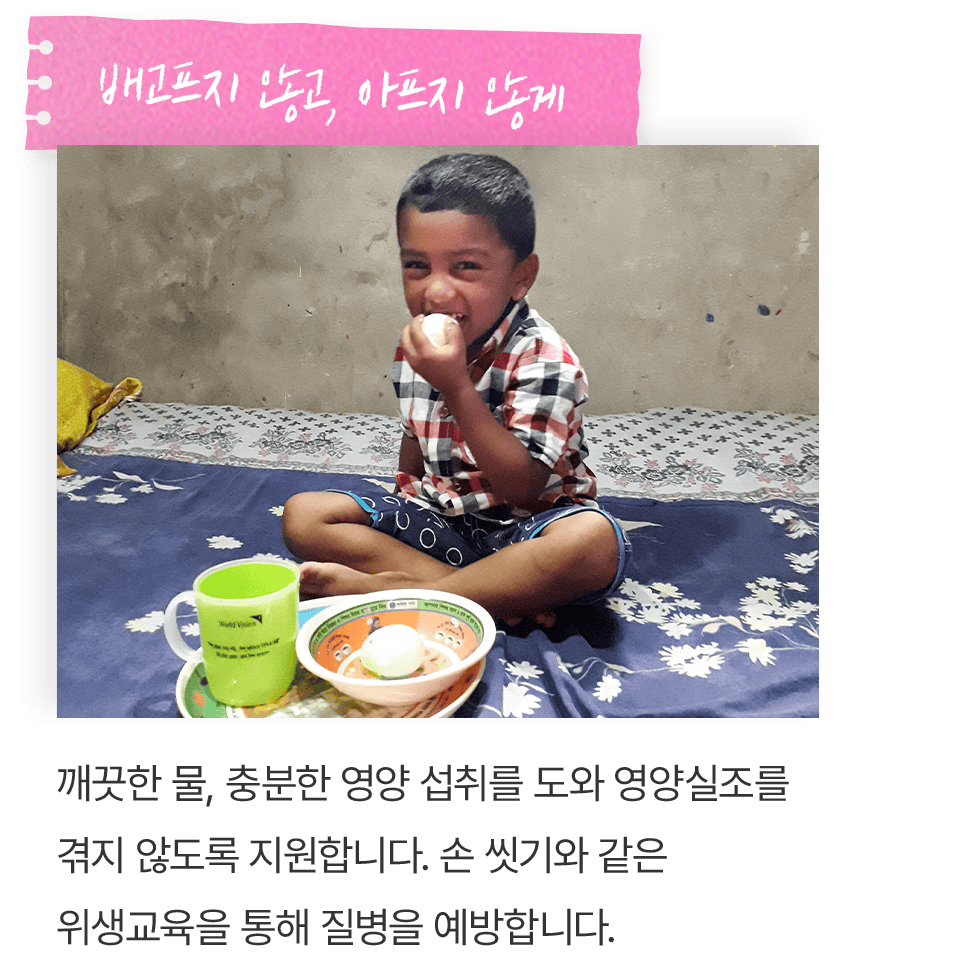 배고프지 않고, 아프지 않게
World Vision
깨끗한 물, 충분한 영양 섭취를 도와 영양실조를
겪지 않도록 지원합니다. 손 씻기와 같은
위생교육을 통해 질병을 예방합니다.